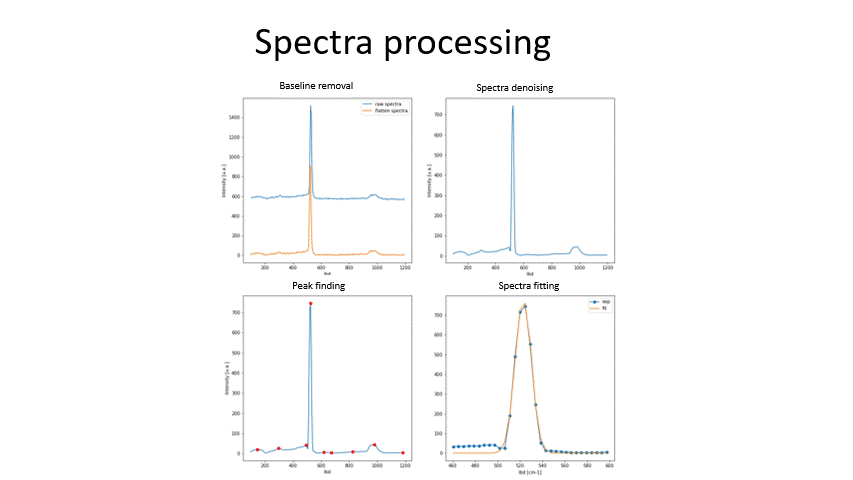 Spectra processing
Baseline removal
Spectra denoising
raw spectra
flatten spectra
1400
1200
1000
800
600
400
200
0
Intensity [u.a.]
200 400 600 800 1000 1200
lbd
700
600
500
400
300
200
100
0
Intensity [u.a.]
200 400 600 800 1000 1200
lbd
Peak finding
Spectra fitting
700
600
500
400
300
200
100
0
Intensity [u.a.]
200 400 600 800 1000 1200
lbd
exp
fit
700
600
500
400
300
200
100
0
460 480 500 520 540 560 580 600
lbd [cm-1]